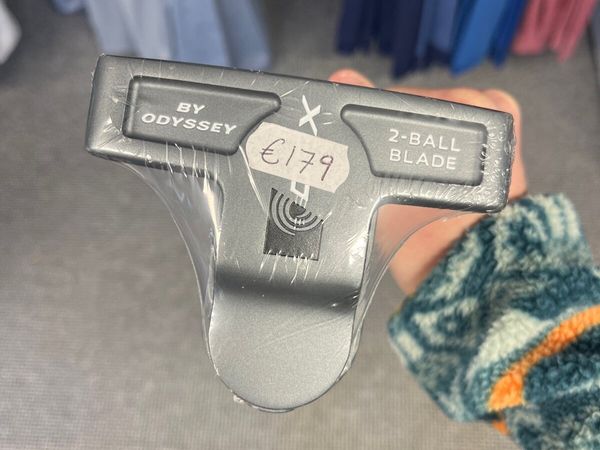 BY
ODYSSEY
X
€179
2-BALL
BLADE